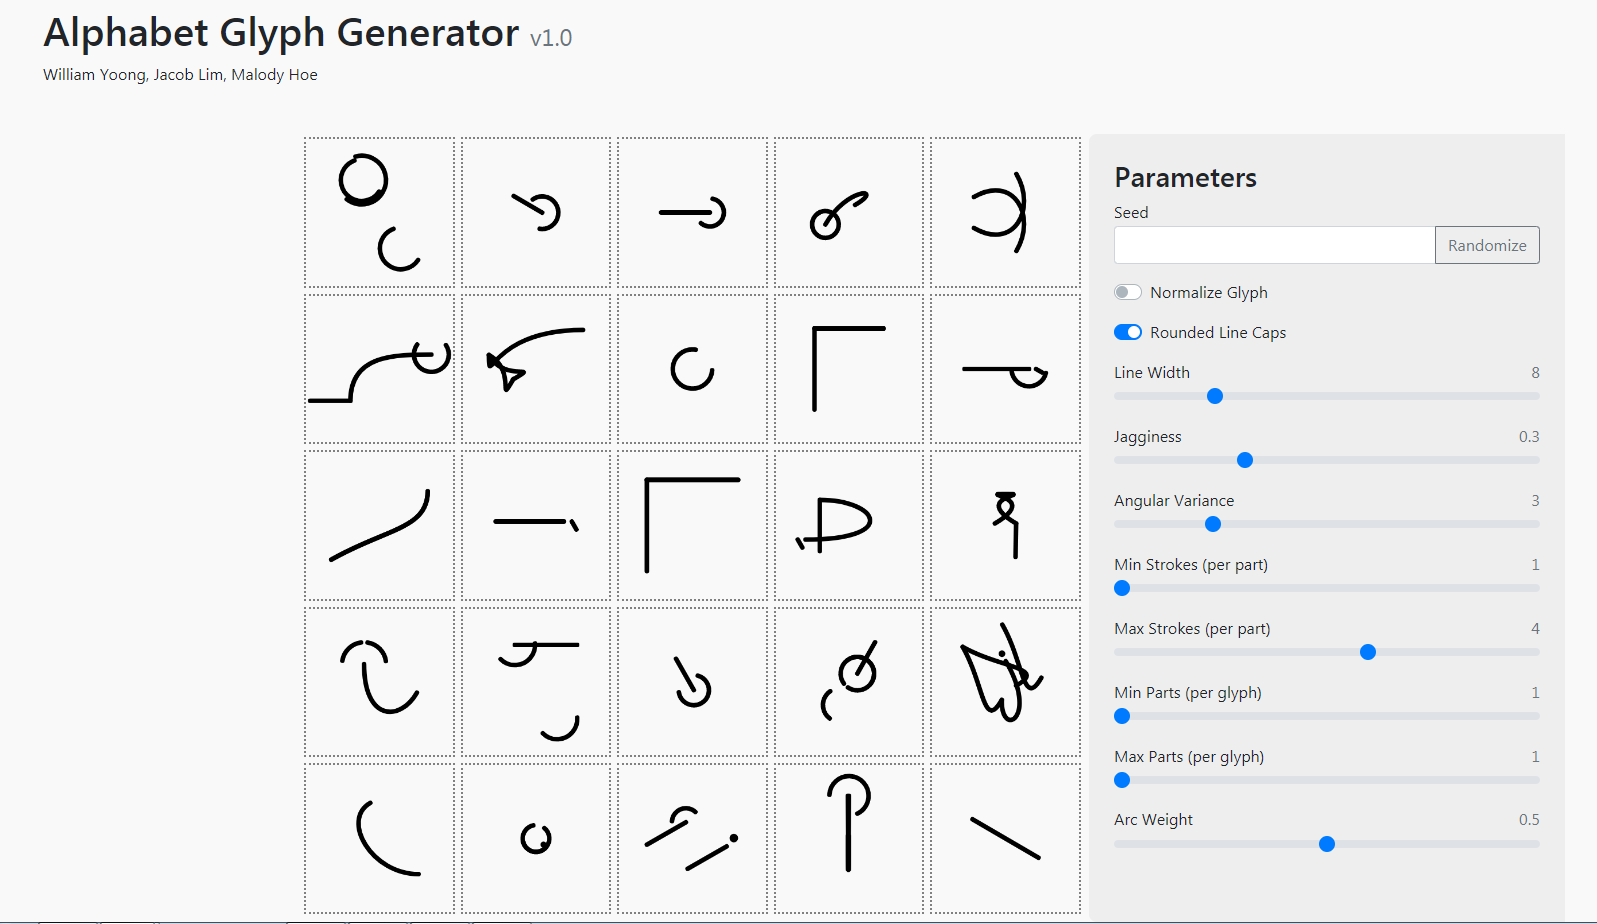 Alphabet Glyph Generator v1.0
William Yoong, Jacob Lim, Malody Hoe
Parameters
Seed
Randomize
Normalize Glyph
Rounded Line Caps
Line Width 8
Jagginess 0.3
Angular Variance 3
Min Strokes (per part) 1
Max Strokes (per part) 4
Min Parts (per glyph) 1
Max Parts (per glyph) 1
Arc Weight 0.5